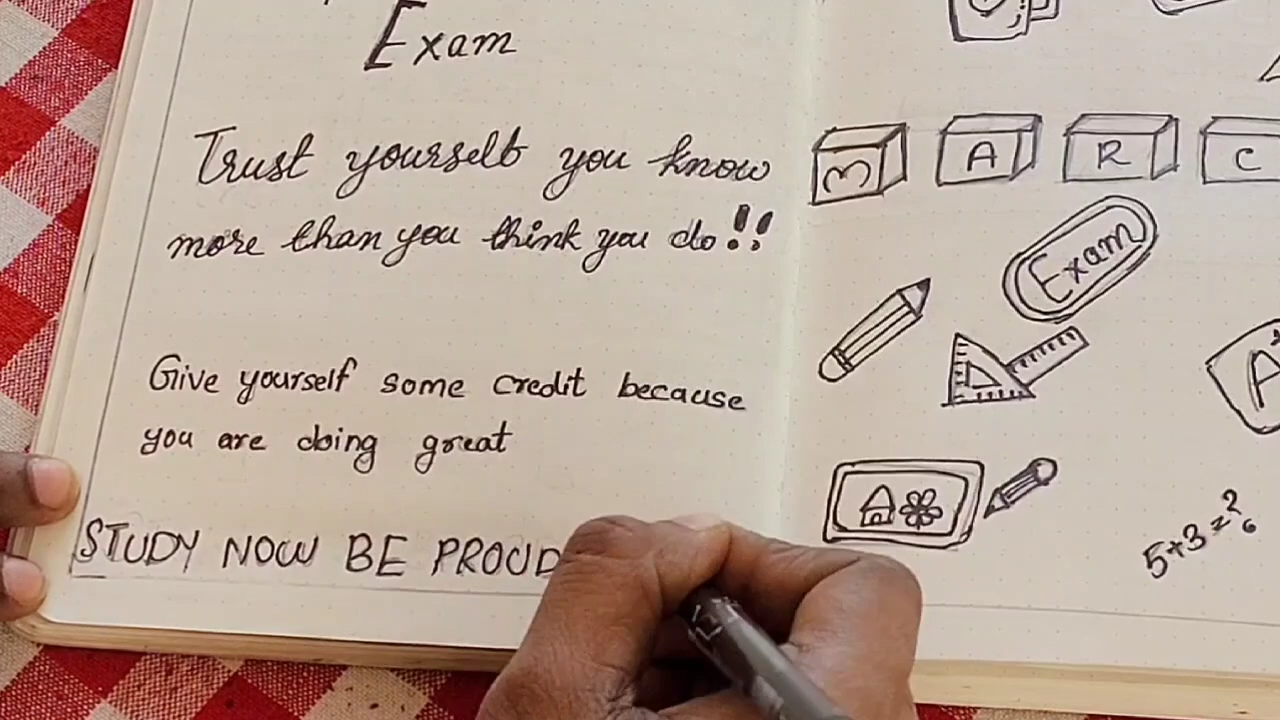 Exam
Trust yourself you know
more than you think you do!!
Give yourself some credit because
you are doing great
STUDY NOW BE PROUD
M A R C
Exam
A
5+3=?